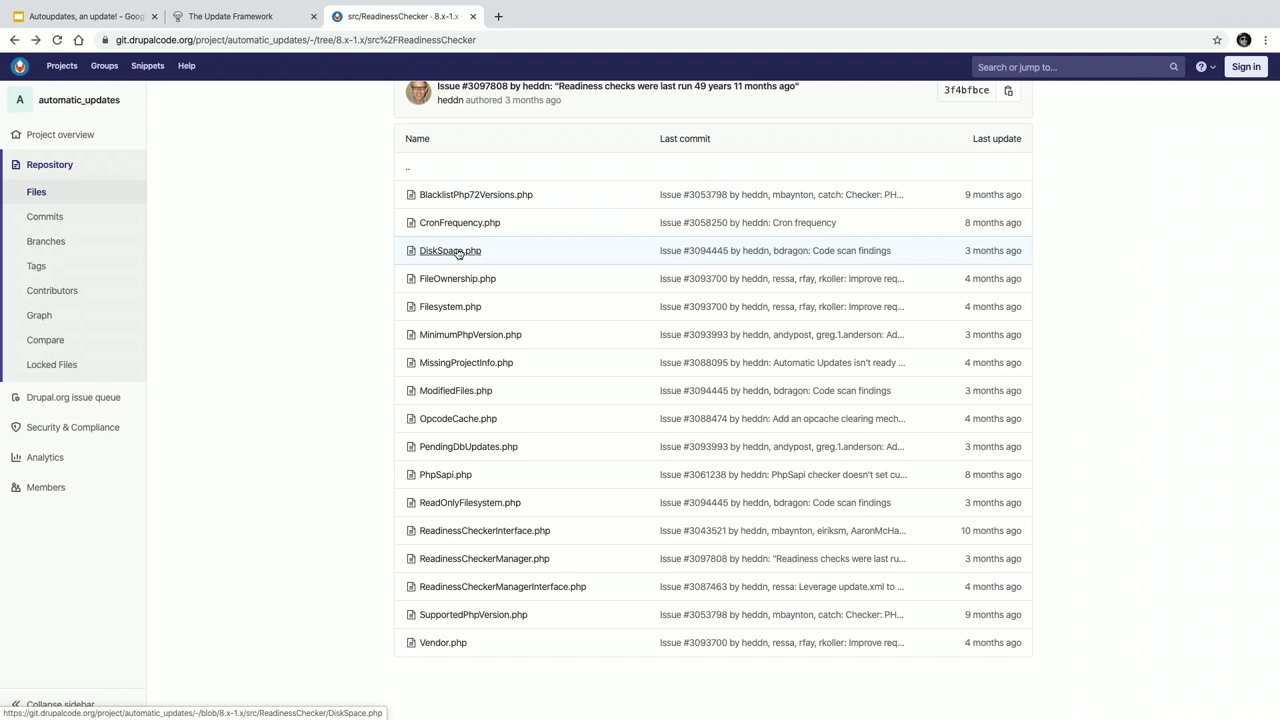 Autoupdates, an update! - Goog
The Update Framework
src/ReadinessChecker · 8.x-1.x
git.drupalcode.org/project/automatic_updates/-/tree/8.x-1.x/src%2FReadinessChecker
Projects
Groups
Snippets
Help
Search or jump to...
Sign in
A automatic_updates
Project overview
Repository
Files
Commits
Branches
Tags
Contributors
Graph
Compare
Locked Files
Drupal.org issue queue
Security & Compliance
Analytics
Members
Collapse sidebar
Issue #3097808 by heddn: "Readiness checks were last run 49 years 11 months ago"
heddn authored 3 months ago
3f4bfbce
Name Last commit Last update
..
BlacklistPhp72Versions.php Issue #3053798 by heddn, mbaynton, catch: Checker: PH... 9 months ago
CronFrequency.php Issue #3058250 by heddn: Cron frequency 8 months ago
DiskSpace.php Issue #3094445 by heddn, bdragon: Code scan findings 3 months ago
FileOwnership.php Issue #3093700 by heddn, ressa, rfay, rkoller: Improve req... 4 months ago
Filesystem.php Issue #3093700 by heddn, ressa, rfay, rkoller: Improve req... 4 months ago
MinimumPhpVersion.php Issue #3093993 by heddn, andypost, greg.1.anderson: Ad... 3 months ago
MissingProjectInfo.php Issue #3088095 by heddn: Automatic Updates isn't ready ... 4 months ago
ModifiedFiles.php Issue #3094445 by heddn, bdragon: Code scan findings 3 months ago
OpcodeCache.php Issue #3088474 by heddn: Add an opcache clearing mech... 4 months ago
PendingDbUpdates.php Issue #3093993 by heddn, andypost, greg.1.anderson: Ad... 3 months ago
PhpSapi.php Issue #3061238 by heddn: PhpSapi checker doesn't set cu... 8 months ago
ReadOnlyFilesystem.php Issue #3094445 by heddn, bdragon: Code scan findings 3 months ago
ReadinessCheckerInterface.php Issue #3043521 by heddn, mbaynton, eiriksm, AaronMcHa... 10 months ago
ReadinessCheckerManager.php Issue #3097808 by heddn: "Readiness checks were last ru... 3 months ago
ReadinessCheckerManagerInterface.php Issue #3087463 by heddn, ressa: Leverage update.xml to ... 4 months ago
SupportedPhpVersion.php Issue #3053798 by heddn, mbaynton, catch: Checker: PH... 9 months ago
Vendor.php Issue #3093700 by heddn, ressa, rfay, rkoller: Improve req... 4 months ago
https://git.drupalcode.org/project/automatic_updates/-/blob/8.x-1.x/src/ReadinessChecker/DiskSpace.php